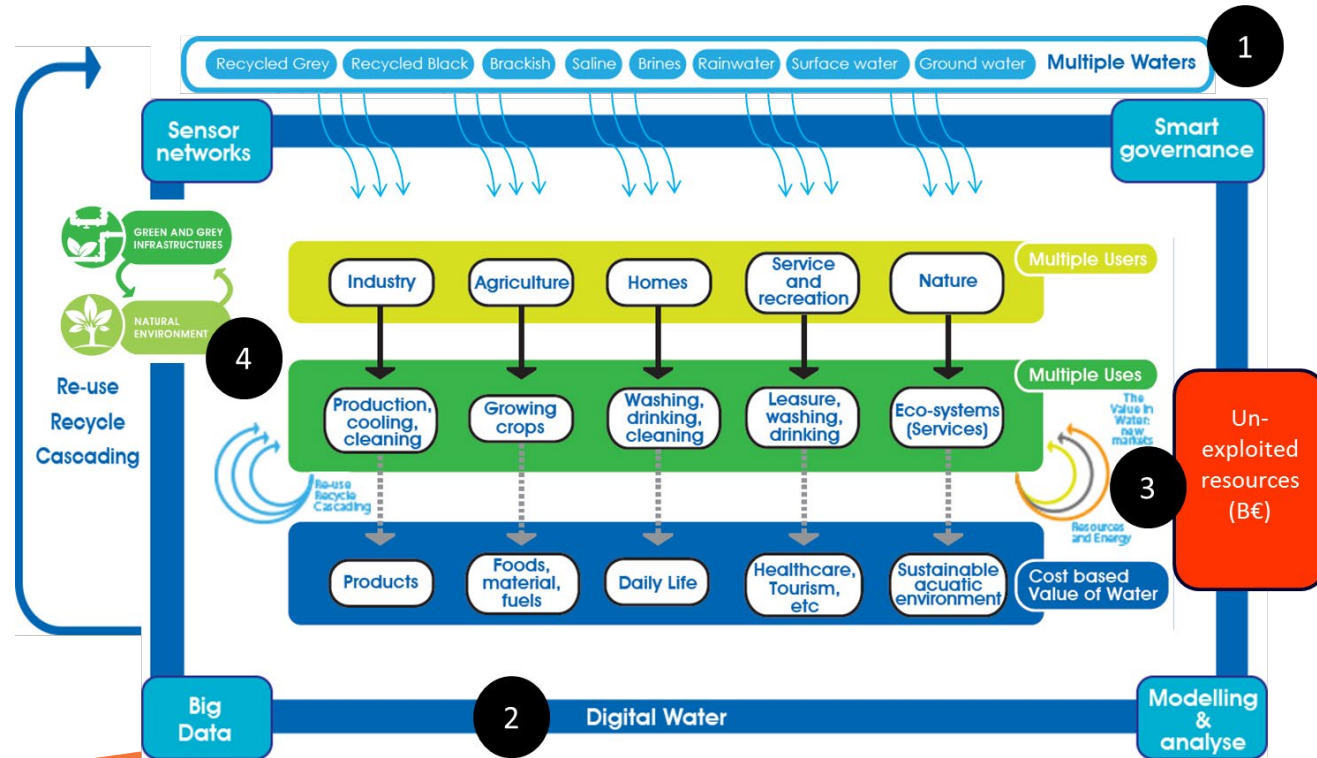 Recycled Grey
Recycled Black
Brackish
Saline
Brines
Rainwater
Surface water
Ground water
Multiple Waters
1
Sensor
networks
Smart
governance
GREEN AND GREY
INFRASTRUCTURES
NATURAL
ENVIRONMENT
4
Re-use
Recycle
Cascading
Multiple Users
Industry
Agriculture
Homes
Service
and
recreation
Nature
Multiple Uses
Production,
cooling,
cleaning
Growing
crops
Washing,
drinking,
cleaning
Leasure,
washing,
drinking
Eco-systems
(Services)
Re-use
Recycle
Cascading
The
Value in
Water:
new
markets
Resources
and Energy
3
Un-
exploited
resources
(B€)
Products
Foods,
material,
fuels
Daily Life
Healthcare,
Tourism,
etc
Sustainable
acuatic
environment
Cost based
Value of Water
Big
Data
2
Digital Water
Modelling
&
analyse